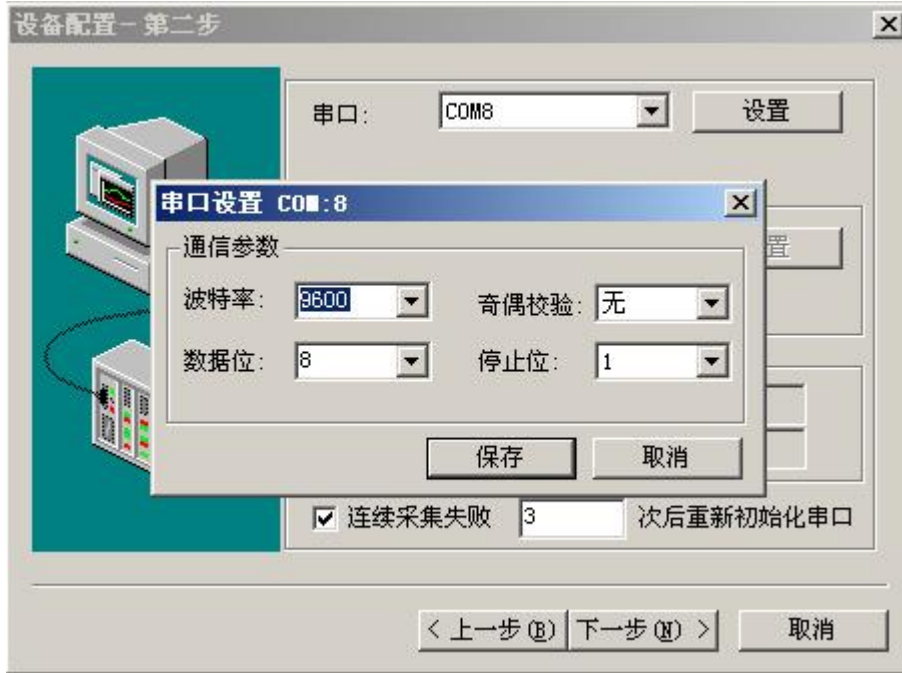 设备配置－第二步
串口: COM8 设置
串口设置 COM:8
置
通信参数
波特率: 9600 奇偶校验: 无
数据位: 8 停止位: 1
保存 取消
连续采集失败 3 次后重新初始化串口
< 上一步(B) 下一步(N) > 取消